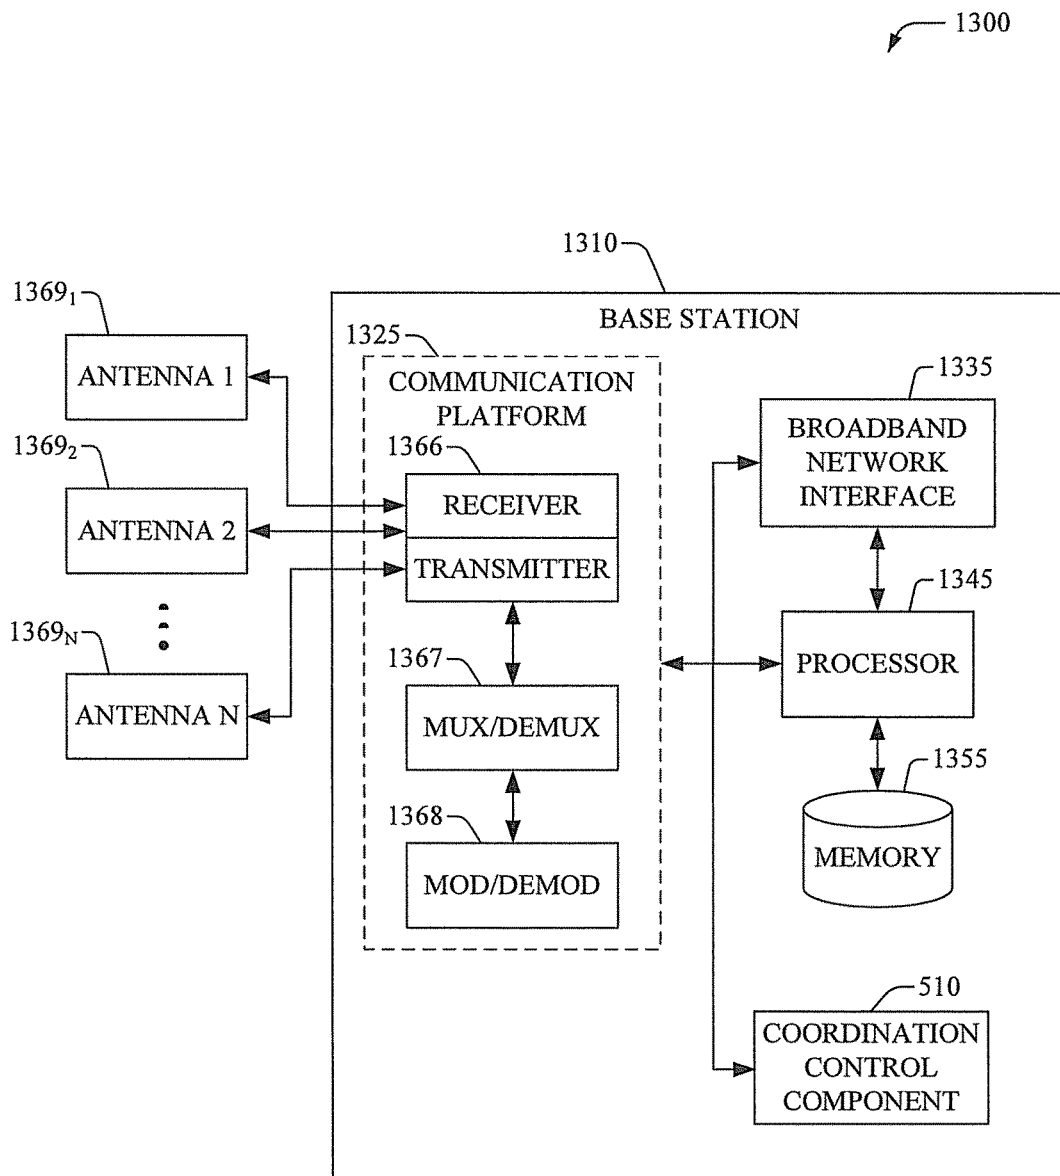 1300
1310
BASE STATION
1369₁
ANTENNA 1
1369₂
ANTENNA 2
1369N
ANTENNA N
1325
COMMUNICATION
PLATFORM
1366
RECEIVER
TRANSMITTER
1367
MUX/DEMUX
1368
MOD/DEMOD
1335
BROADBAND
NETWORK
INTERFACE
1345
PROCESSOR
1355
MEMORY
510
COORDINATION
CONTROL
COMPONENT